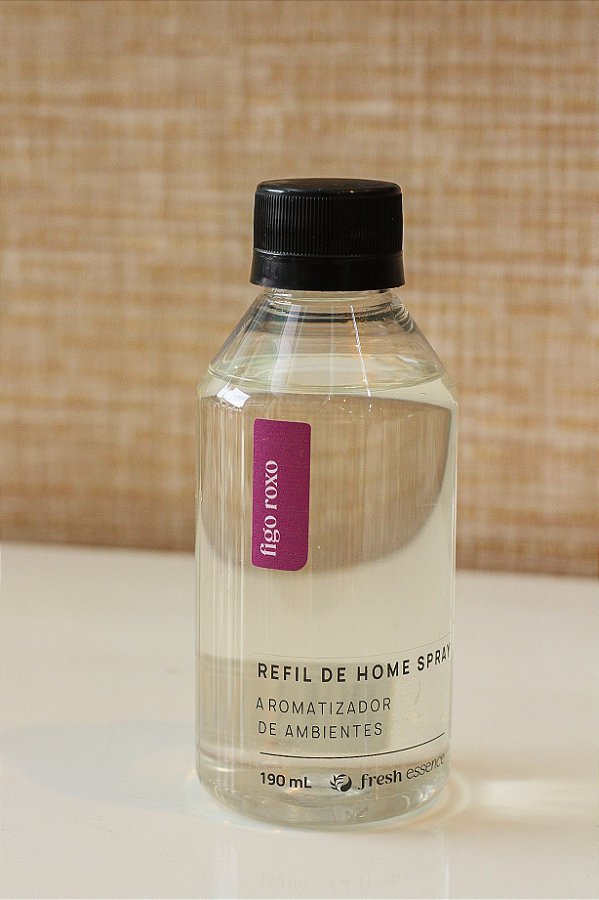 figo roxo
REFIL DE HOME SPRAY
AROMATIZADOR
DE AMBIENTES
190 mL fresh essence